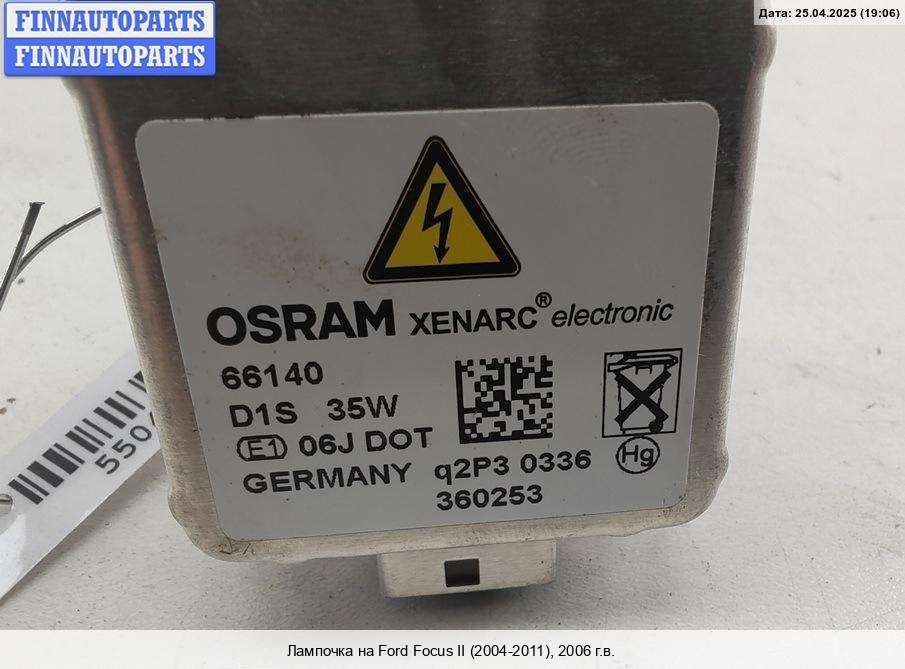 FINNAUTOPARTS
FINNAUTOPARTS
Дата: 25.04.2025 (19:06)
OSRAM XENARC® electronic
66140
D1S 35W
E1 06J DOT
GERMANY q2P3 0336
360253
Hg
Лампочка на Ford Focus II (2004-2011), 2006 г.в.